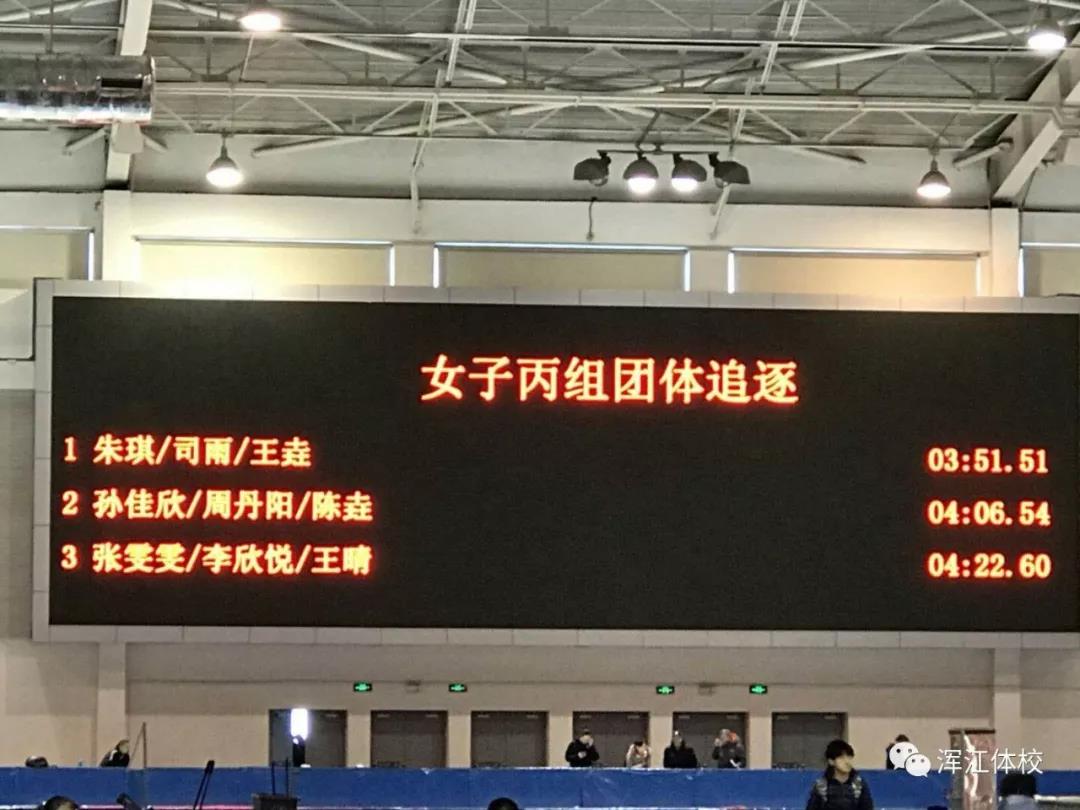 女子丙组团体追逐
1 朱琪/司雨/王垚 03:51.51
2 孙佳欣/周丹阳/陈垚 04:06.54
3 张雯雯/李欣悦/王晴 04:22.60
浑江体校